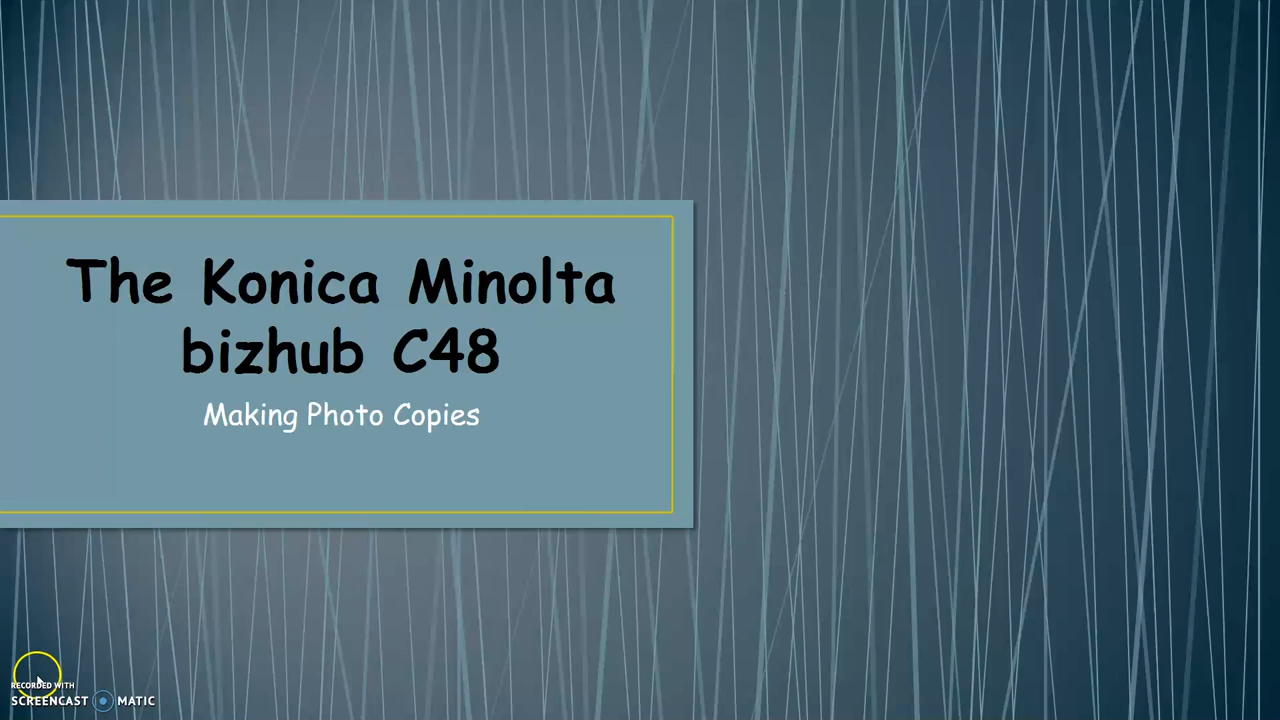 The Konica Minolta
bizhub C48
Making Photo Copies
RECORDED WITH
SCREENCAST MATIC